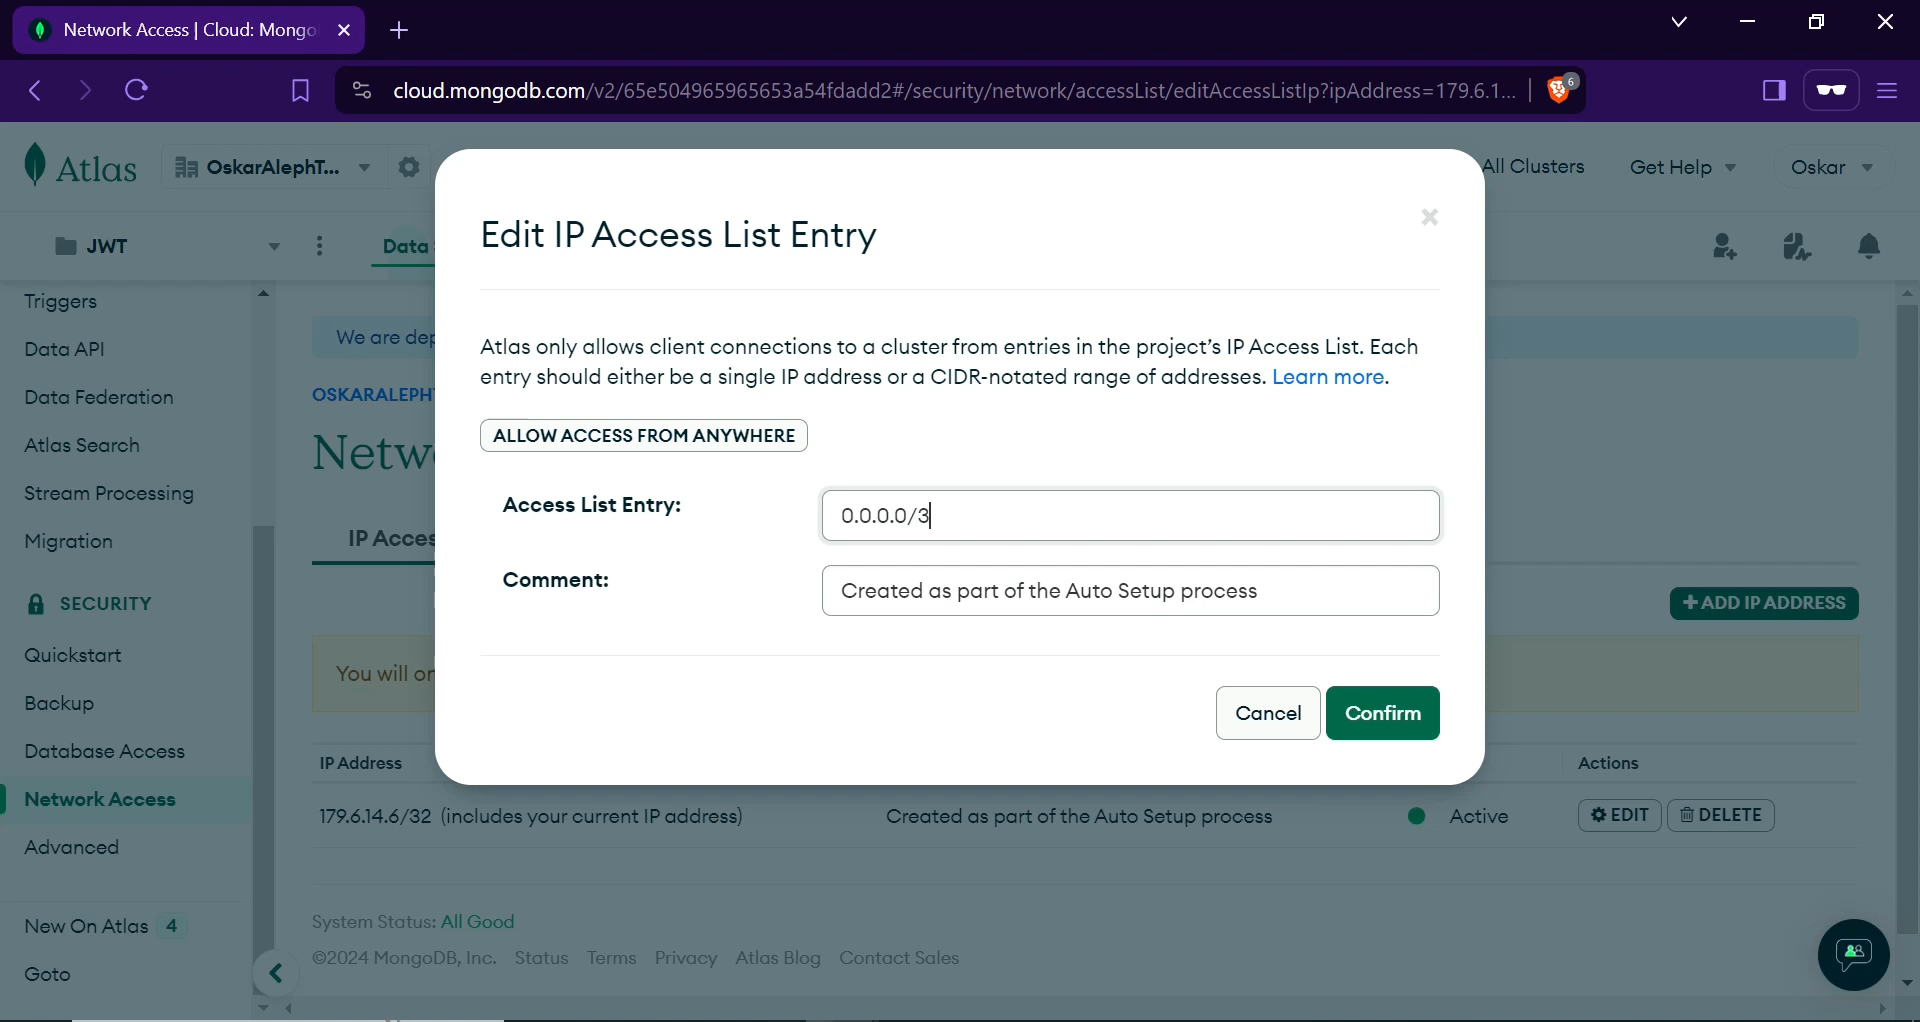 Network Access | Cloud: Mongo
cloud.mongodb.com/v2/65e504965965653a54fdadd2#/security/network/accessList/editAccessListIp?ipAddress=179.6.1...
6
Atlas
OskarAlephT...
All Clusters
Get Help
Oskar
JWT
Data
Triggers
Data API
Data Federation
Atlas Search
Stream Processing
Migration
SECURITY
Quickstart
Backup
Database Access
Network Access
Advanced
New On Atlas 4
Goto
We are dep
OSKARALEPHT
Netw
IP Acces
You will on
Edit IP Access List Entry
Atlas only allows client connections to a cluster from entries in the project's IP Access List. Each
entry should either be a single IP address or a CIDR-notated range of addresses. Learn more.
ALLOW ACCESS FROM ANYWHERE
Access List Entry:
0.0.0.0/3
Comment:
Created as part of the Auto Setup process
Cancel
Confirm
+ ADD IP ADDRESS
IP Address
Actions
179.6.14.6/32 (includes your current IP address)
Created as part of the Auto Setup process
Active
EDIT
DELETE
System Status: All Good
©2024 MongoDB, Inc. Status Terms Privacy Atlas Blog Contact Sales